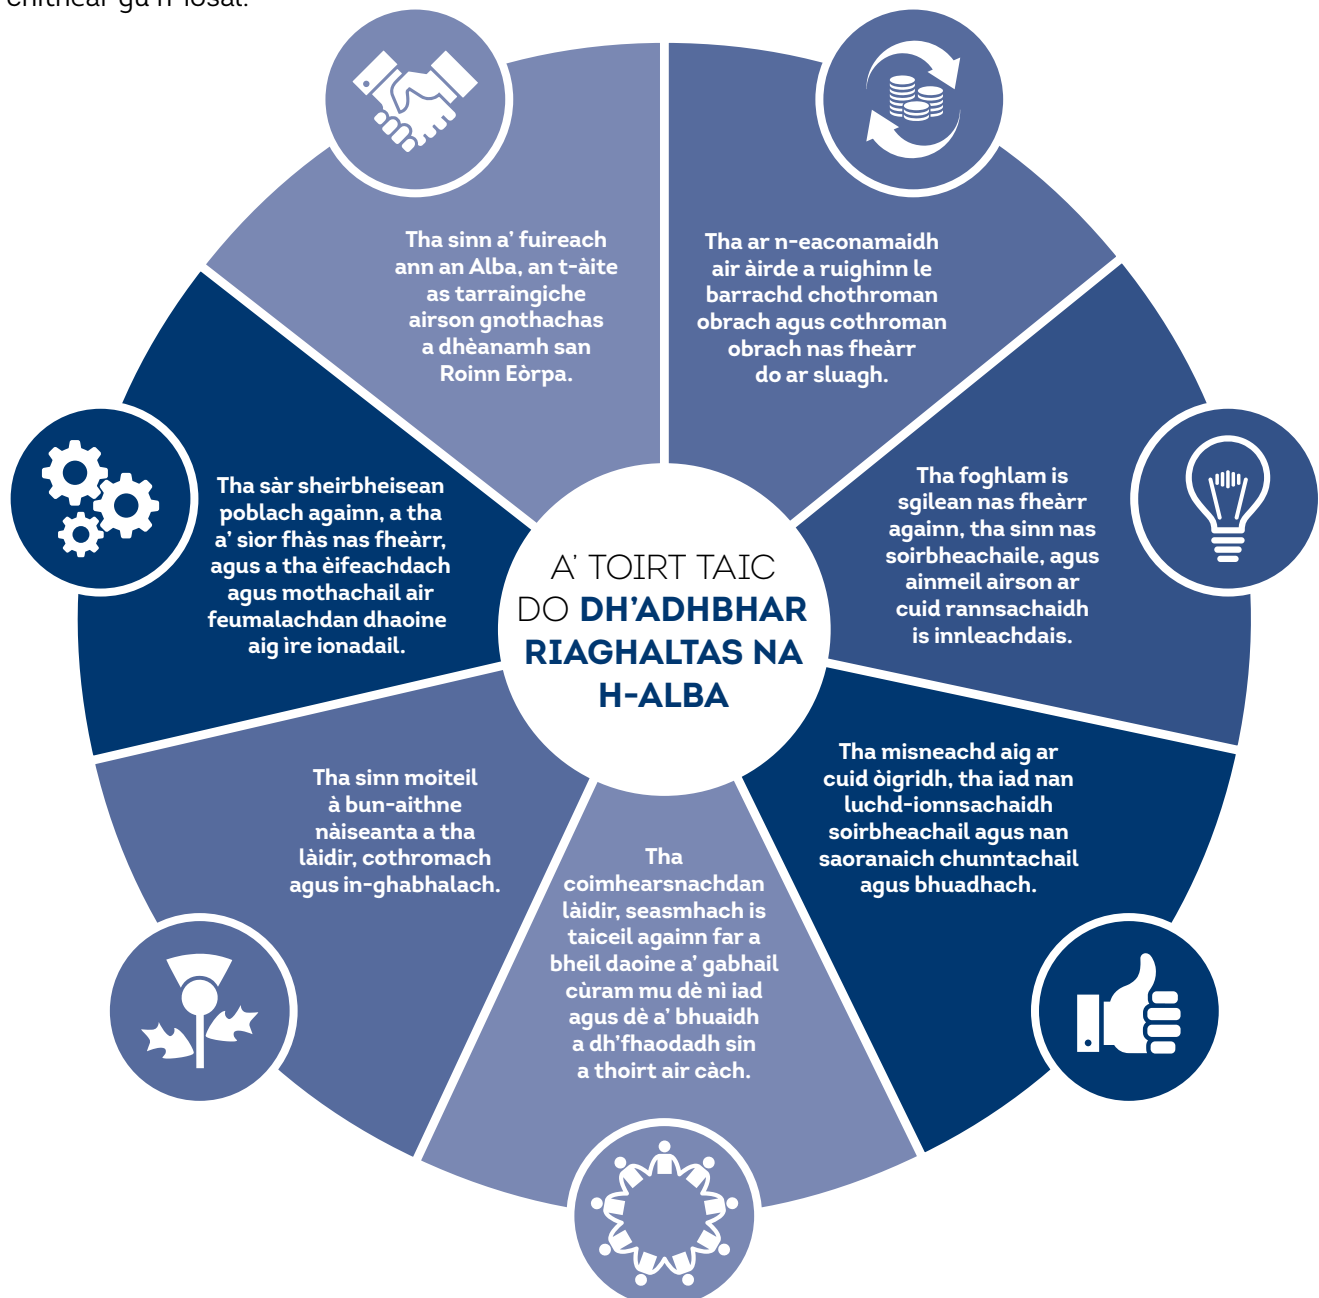 chithear gu h-ìosal:
Tha sinn a’ fuireach
ann an Alba, an t-àite
as tarraingiche
airson gnothachas
a dhèanamh san
Roinn Eòrpa.
Tha ar n-eaconamaidh
air àirde a ruighinn le
barrachd chothroman
obrach agus cothroman
obrach nas fheàrr
do ar sluagh.
Tha foghlam is
sgilean nas fheàrr
againn, tha sinn nas
soirbheachaile, agus
ainmeil airson ar
cuid rannsachaidh
is innleachdais.
Tha misneachd aig ar
cuid òigridh, tha iad nan
luchd-ionnsachaidh
soirbheachail agus nan
saoranaich chunntachail
agus bhuadhach.
Tha
coimhearsnachdan
làidir, seasmhach is
taiceil againn far a
bheil daoine a’ gabhail
cùram mu dè nì iad
agus dè a’ bhuaidh
a dh’fhaodadh sin
a thoirt air càch.
Tha sinn moiteil
à bun-aithne
nàiseanta a tha
làidir, cothromach
agus in-ghabhalach.
Tha sàr sheirbheisean
poblach againn, a tha
a’ sìor fhàs nas fheàrr,
agus a tha èifeachdach
agus mothachail air
feumalachdan dhaoine
aig ìre ionadail.
A’ TOIRT TAIC
DO DH’ADHBHAR
RIAGHALTAS NA
H-ALBA